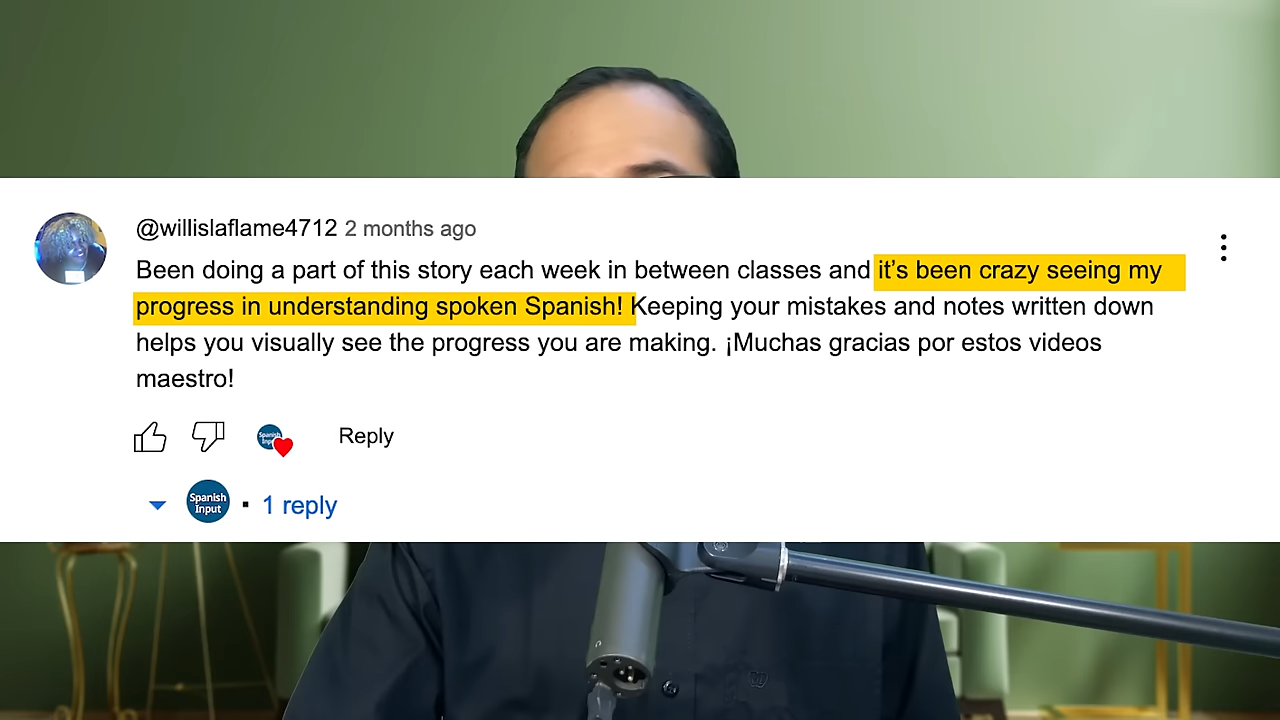 @willislaflame4712 2 months ago
Been doing a part of this story each week in between classes and it’s been crazy seeing my
progress in understanding spoken Spanish! Keeping your mistakes and notes written down
helps you visually see the progress you are making. ¡Muchas gracias por estos videos
maestro!
Spanish
Input
Reply
Spanish
Input
· 1 reply